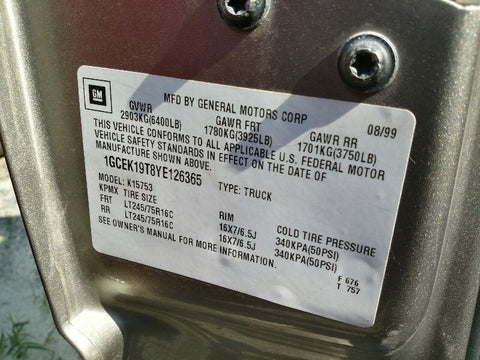 GM
MFD BY GENERAL MOTORS CORP 08/99
GVWR GAWR FRT GAWR RR
2903KG(6400LB) 1780KG(3925LB) 1701KG(3750LB)
THIS VEHICLE CONFORMS TO ALL APPLICABLE U.S. FEDERAL MOTOR
VEHICLE SAFETY STANDARDS IN EFFECT ON THE DATE OF
MANUFACTURE SHOWN ABOVE.
1GCEK19T8YE126365 TYPE: TRUCK
MODEL: K15753
KPMX TIRE SIZE RIM COLD TIRE PRESSURE
FRT LT245/75R16C 16X7/6.5J 340KPA(50PSI)
RR LT245/75R16C 16X7/6.5J 340KPA(50PSI)
SEE OWNER'S MANUAL FOR MORE INFORMATION.
F 676
T 757